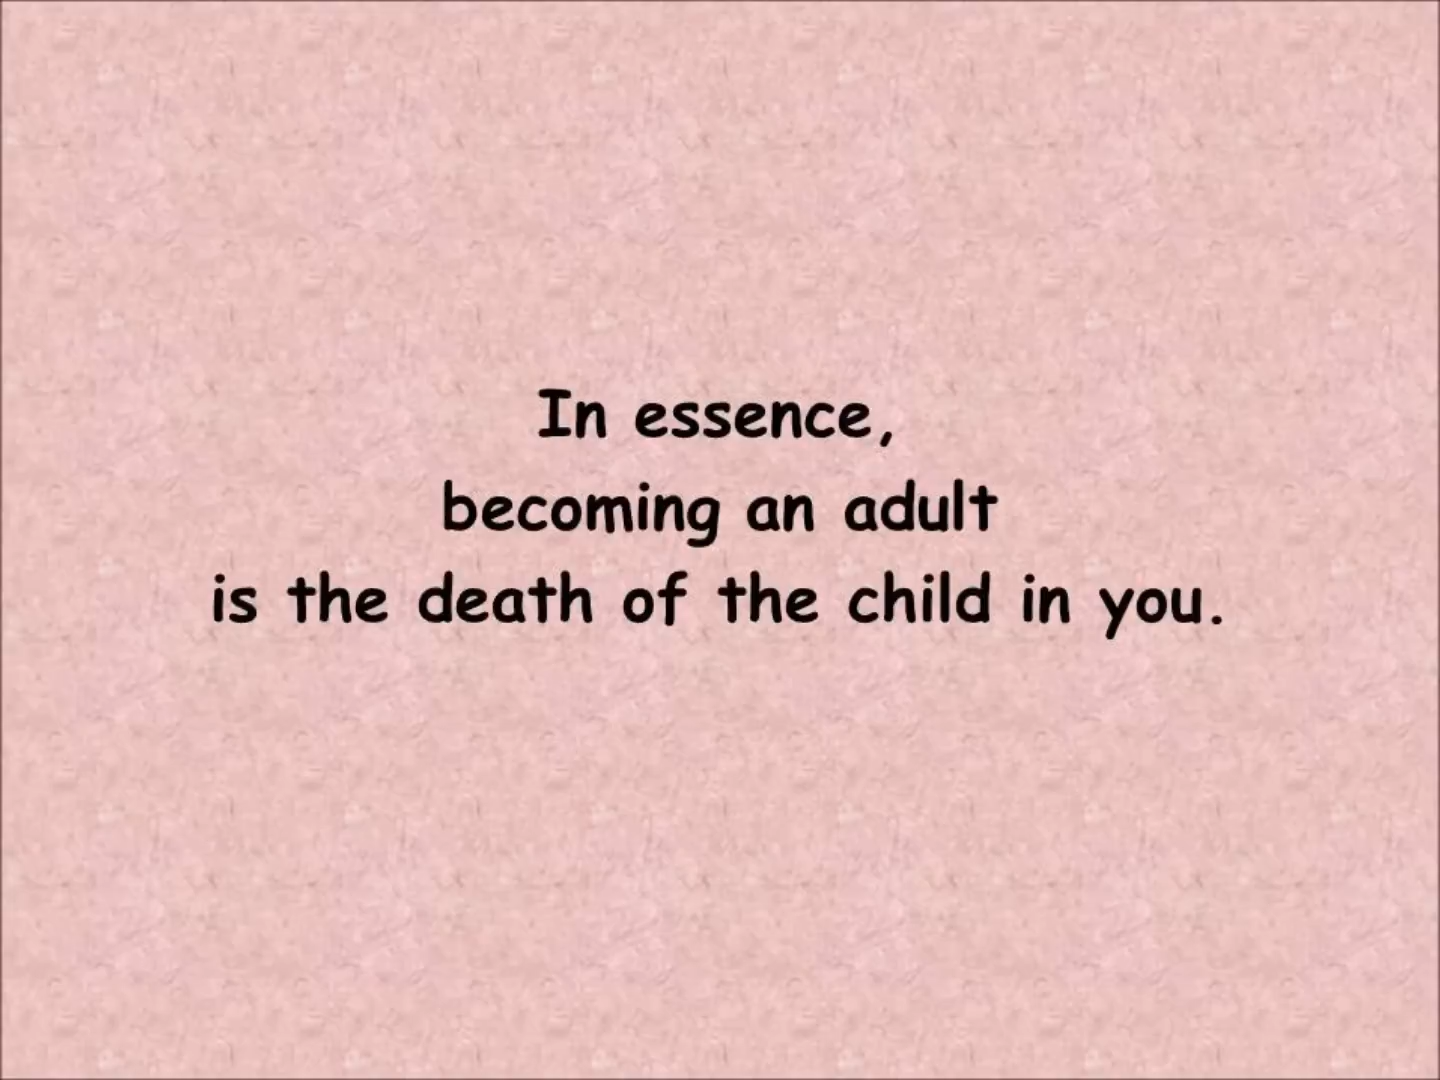 In essence,
becoming an adult
is the death of the child in you.